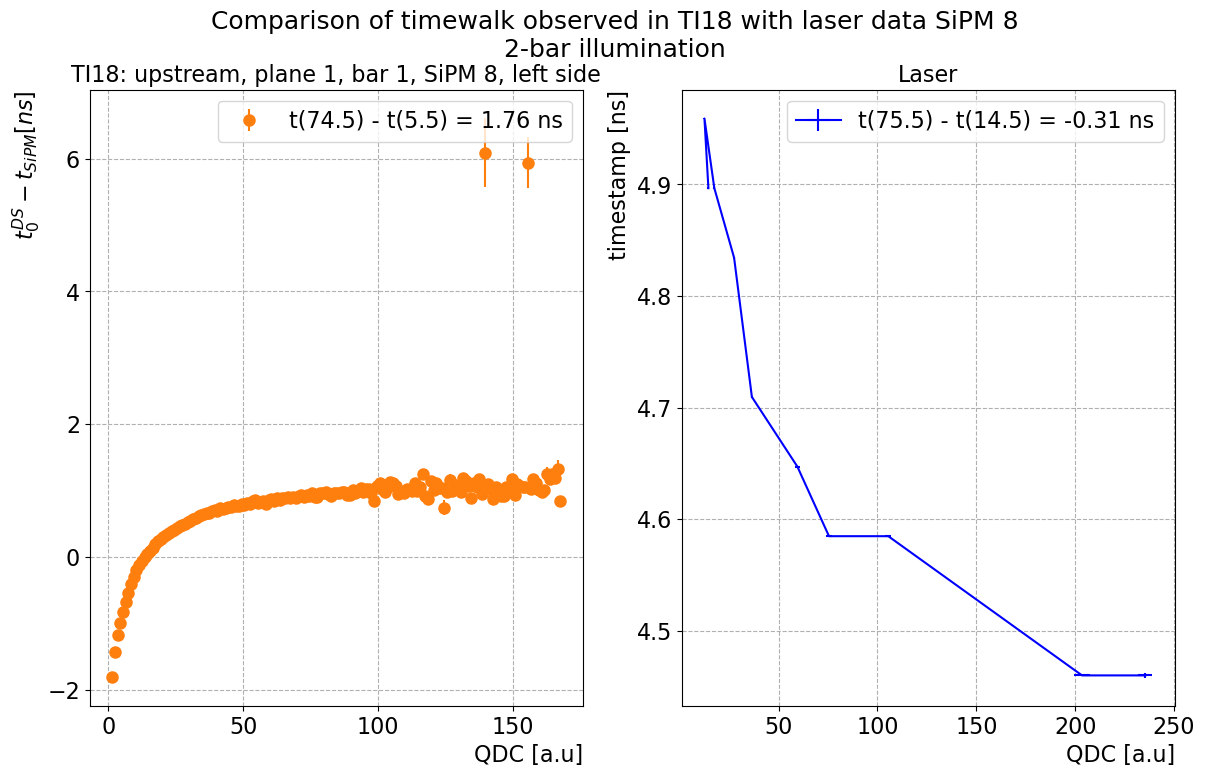 Comparison of timewalk observed in TI18 with laser data SiPM 8
2-bar illumination
TI18: upstream, plane 1, bar 1, SiPM 8, left side
t(74.5) - t(5.5) = 1.76 ns
t₀ᴰˢ − t_SiPM[ns]
6
4
2
0
−2
0 50 100 150
QDC [a.u]
Laser
t(75.5) - t(14.5) = -0.31 ns
timestamp [ns]
4.9
4.8
4.7
4.6
4.5
50 100 150 200 250
QDC [a.u]